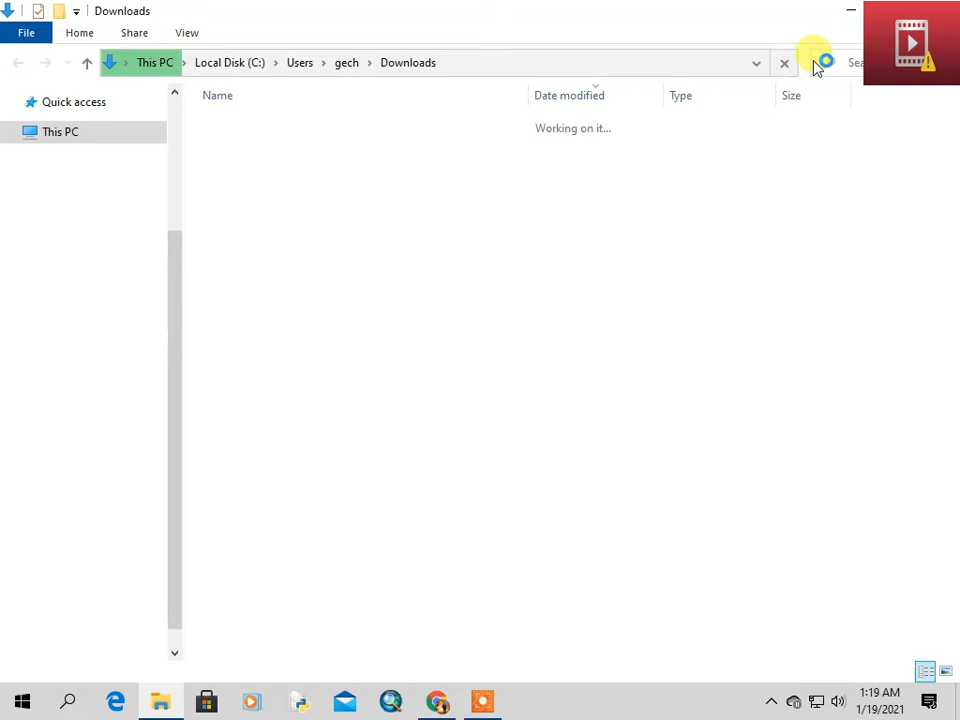 Downloads
File Home Share View
This PC Local Disk (C:) Users gech Downloads
Name Date modified Type Size
Quick access
Working on it...
This PC
1:19 AM
1/19/2021